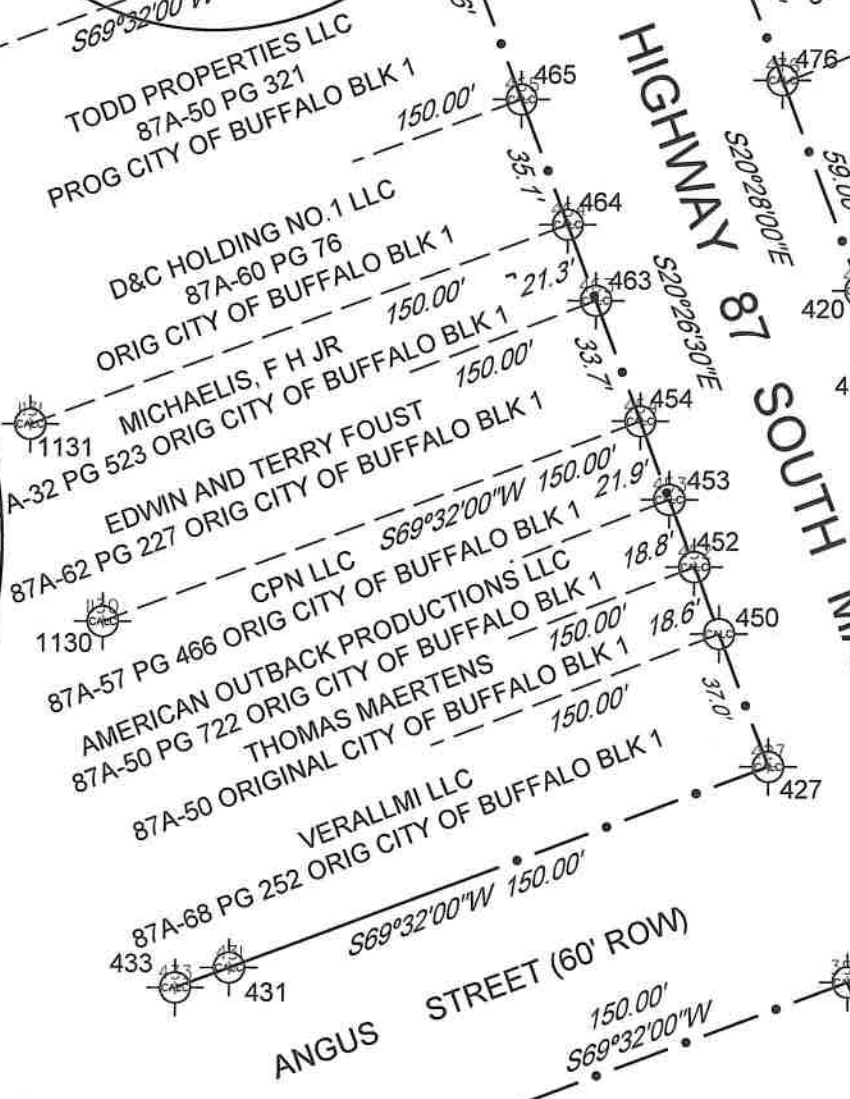 S69°32'00"W
TODD PROPERTIES LLC
87A-50 PG 321
PROG CITY OF BUFFALO BLK 1
150.00'
465
35.1'
464
D&C HOLDING NO.1 LLC
87A-60 PG 76
ORIG CITY OF BUFFALO BLK 1
150.00'
21.3'
463
MICHAELIS, F H JR
A-32 PG 523 ORIG CITY OF BUFFALO BLK 1
150.00'
33.7'
1131
454
EDWIN AND TERRY FOUST
87A-62 PG 227 ORIG CITY OF BUFFALO BLK 1
S69°32'00"W 150.00'
21.9'
453
1130
CPN LLC
87A-57 PG 466 ORIG CITY OF BUFFALO BLK 1
18.8'
452
AMERICAN OUTBACK PRODUCTIONS LLC
87A-50 PG 722 ORIG CITY OF BUFFALO BLK 1
150.00'
18.6'
450
THOMAS MAERTENS
87A-50 ORIGINAL CITY OF BUFFALO BLK 1
150.00'
37.0'
427
VERALLMI LLC
87A-68 PG 252 ORIG CITY OF BUFFALO BLK 1
S69°32'00"W 150.00'
433
431
ANGUS STREET (60' ROW)
150.00'
S69°32'00"W
HIGHWAY 87 SOUTH
S20°28'00"E
S20°26'30"E
476
59.00
420
4
CALC